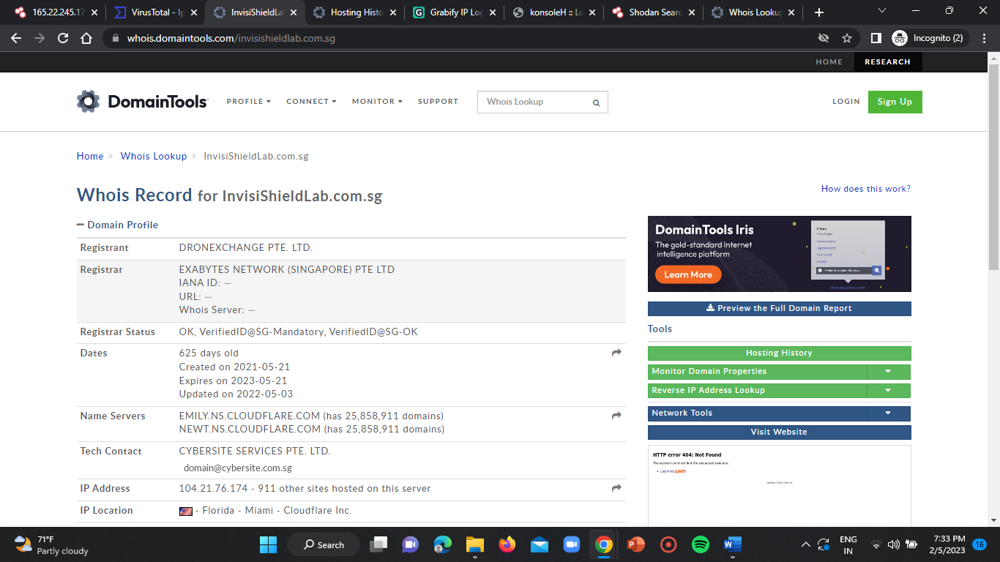 165.22.245.17
VirusTotal - Ip
InvisiShieldLa
Hosting Histo
Grabify IP Log
konsoleH :: Lo
Shodan Searc
Whois Lookup
whois.domaintools.com/invisishieldlab.com.sg
Incognito (2)
HOME
RESEARCH
DomainTools
PROFILE
CONNECT
MONITOR
SUPPORT
Whois Lookup
LOGIN
Sign Up
Home > Whois Lookup > InvisiShieldLab.com.sg
Whois Record for InvisiShieldLab.com.sg
How does this work?
Domain Profile
Registrant DRONEXCHANGE PTE. LTD.
Registrar EXABYTES NETWORK (SINGAPORE) PTE LTD
IANA ID: —
URL: —
Whois Server: —
Registrar Status OK, VerifiedID@SG-Mandatory, VerifiedID@SG-OK
Dates 625 days old
Created on 2021-05-21
Expires on 2023-05-21
Updated on 2022-05-03
Name Servers EMILY.NS.CLOUDFLARE.COM (has 25,858,911 domains)
NEWT.NS.CLOUDFLARE.COM (has 25,858,911 domains)
Tech Contact CYBERSITE SERVICES PTE. LTD.
domain@cybersite.com.sg
IP Address 104.21.76.174 - 911 other sites hosted on this server
IP Location - Florida - Miami - Cloudflare Inc.
DomainTools Iris
The gold-standard Internet
intelligence platform
Learn More
Filters
Preview the Full Domain Report
Tools
Hosting History
Monitor Domain Properties
Reverse IP Address Lookup
Network Tools
Visit Website
HTTP error 404: Not Found
The system could not find the requested resource.
Log in to
71°F
Partly cloudy
Search
ENG
IN
7:33 PM
2/5/2023
16